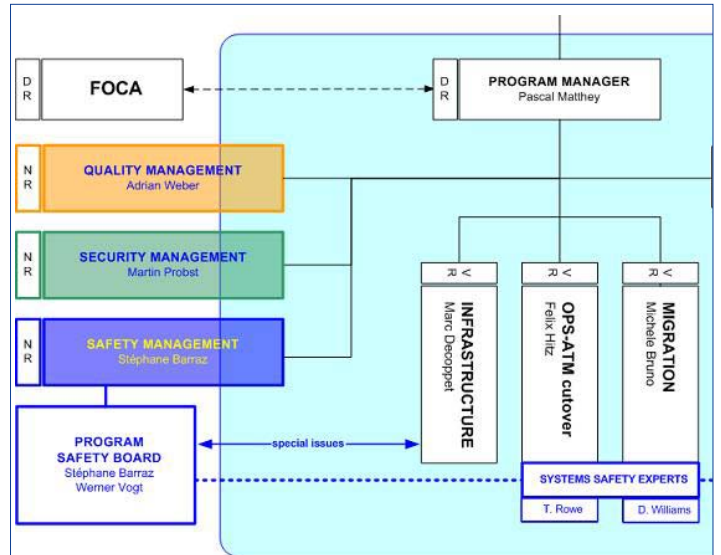 D
R
FOCA
D
R
PROGRAM MANAGER
Pascal Matthey
N
R
QUALITY MANAGEMENT
Adrian Weber
N
R
SECURITY MANAGEMENT
Martin Probst
N
R
SAFETY MANAGEMENT
Stéphane Barraz
V
R
INFRASTRUCTURE
Marc Decoppet
V
R
OPS-ATM cutover
Felix Hitz
V
R
MIGRATION
Michele Bruno
PROGRAM
SAFETY BOARD
Stéphane Barraz
Werner Vogt
special issues
SYSTEMS SAFETY EXPERTS
T. Rowe
D. Williams